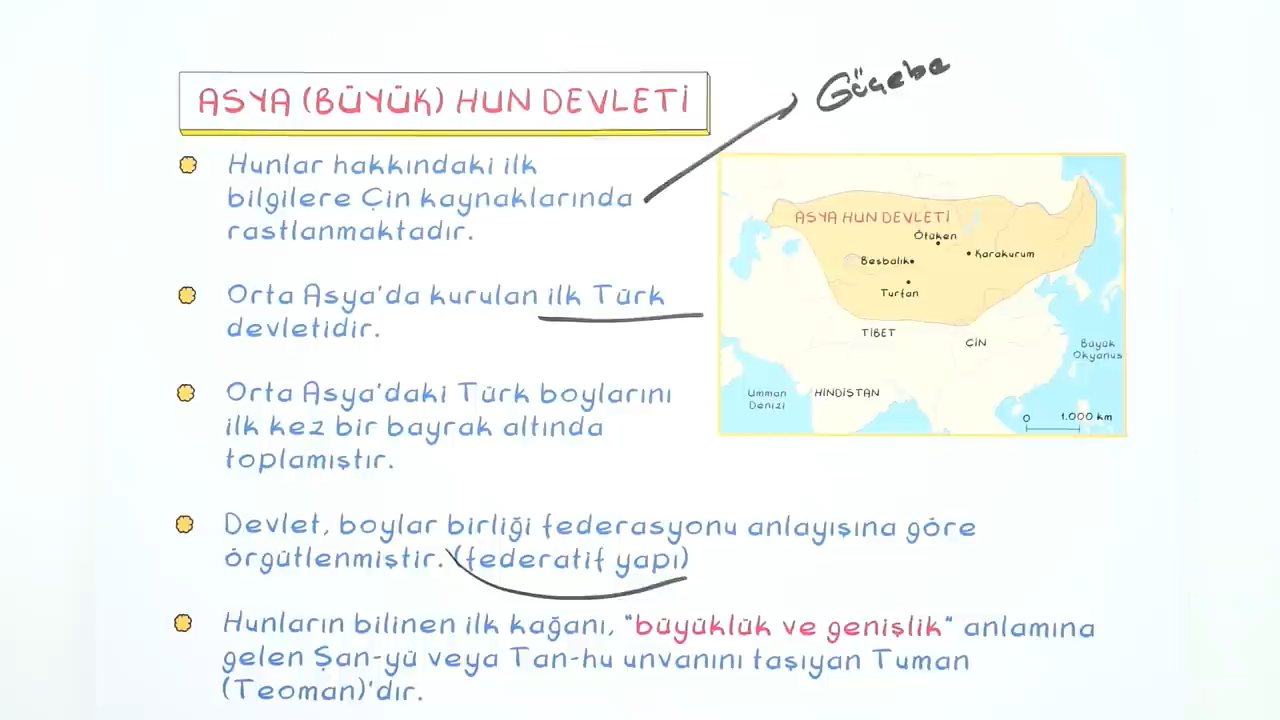 ASYA (BÜYÜK) HUN DEVLETİ
Göçebe
Hunlar hakkındaki ilk
bilgilere Çin kaynaklarında
rastlanmaktadır.
Orta Asya'da kurulan ilk Türk
devletidir.
Orta Asya'daki Türk boylarını
ilk kez bir bayrak altında
toplamıştır.
Devlet, boylar birliği federasyonu anlayışına göre
örgütlenmiştir. (federatif yapı)
Hunların bilinen ilk kağanı, "büyüklük ve genişlik" anlamına
gelen Şan-yü veya Tan-hu unvanını taşıyan Tuman
(Teoman)'dır.
ASYA HUN DEVLETİ
Ötüken
Karakurum
Beşbalık
Turfan
TİBET
ÇİN
Büyük
Okyanus
Umman
Denizi
HİNDİSTAN
0 1.000 km